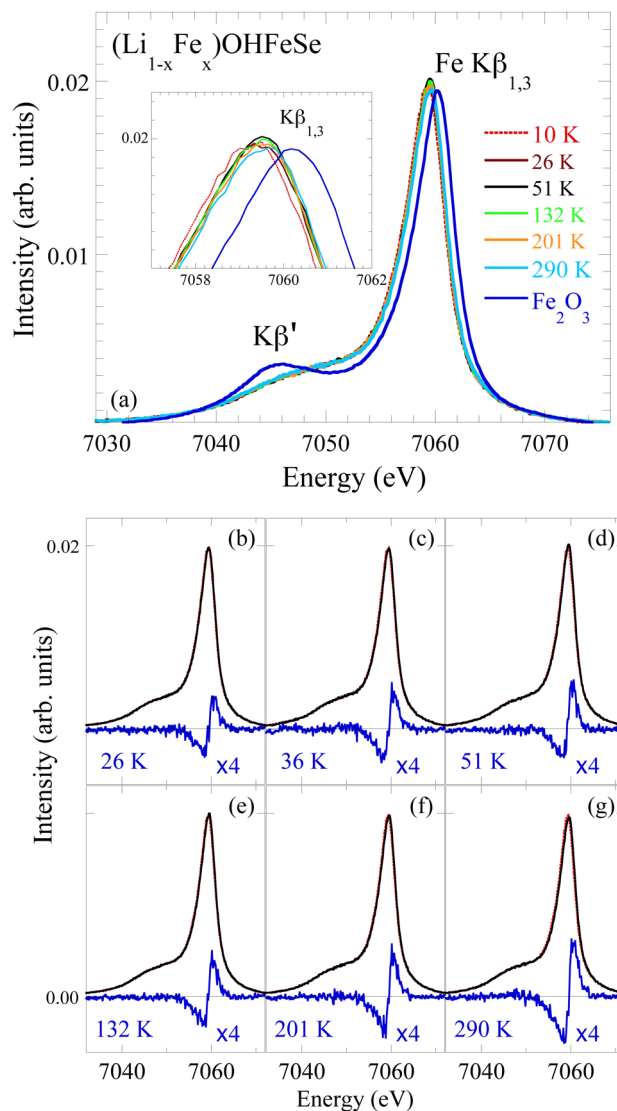 (Li1-xFex)OHFeSe
Fe Kβ1,3
Kβ1,3
0.02
7058
7060
7062
10 K
26 K
51 K
132 K
201 K
290 K
Fe2O3
Kβ'
(a)
0.02
0.01
Intensity (arb. units)
7030
7040
7050
7060
7070
Energy (eV)
(b)
(c)
(d)
0.02
Intensity (arb. units)
26 K
x4
36 K
x4
51 K
x4
(e)
(f)
(g)
Intensity (arb. units)
0.00
132 K
x4
201 K
x4
290 K
x4
7040
7060
7040
7060
7040
7060
Energy (eV)